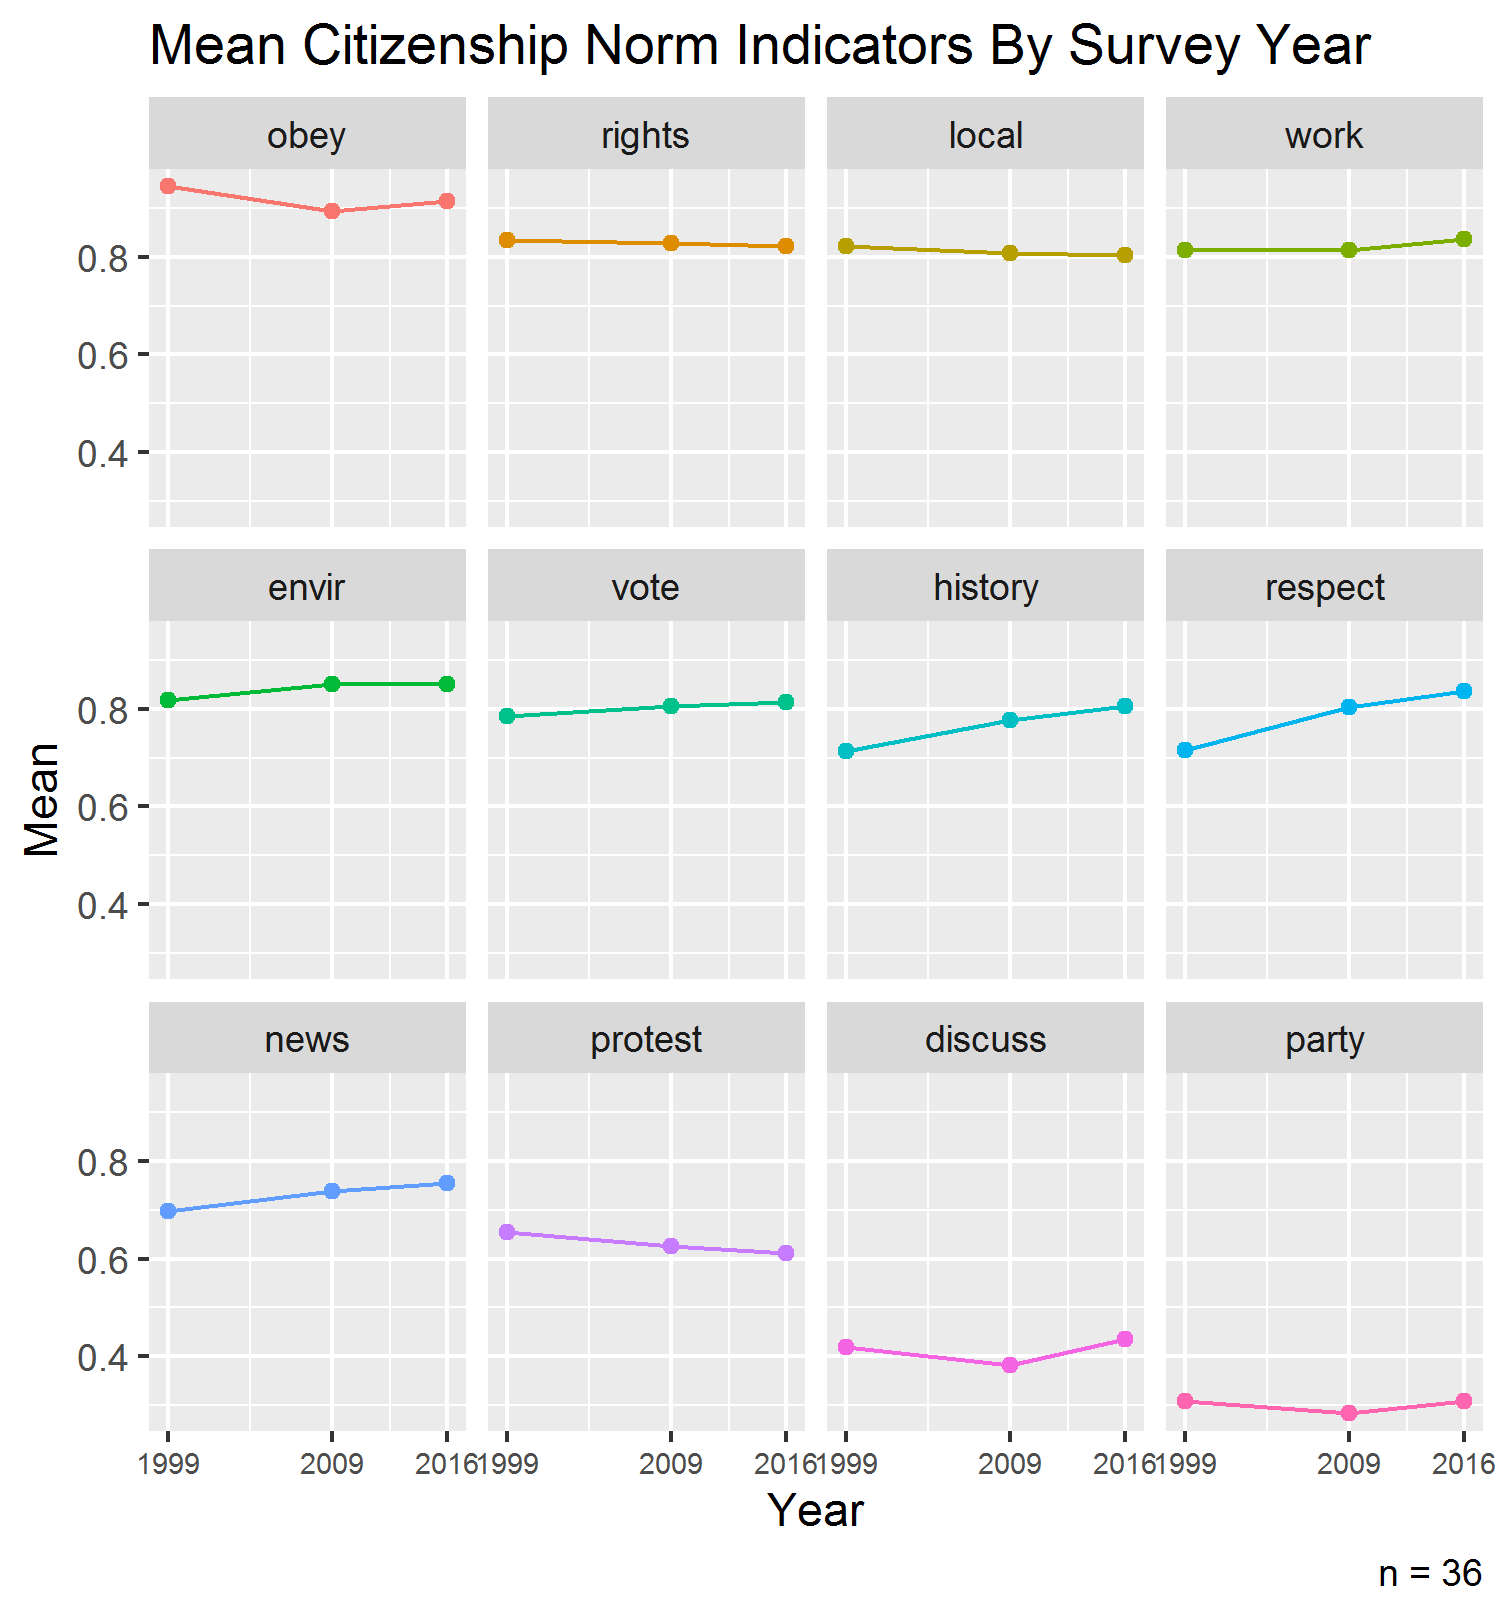 Mean Citizenship Norm Indicators By Survey Year
obey rights local work
0.8
0.6
0.4
envir vote history respect
0.8
0.6
0.4
Mean
news protest discuss party
0.8
0.6
0.4
1999 2009 2016 1999 2009 2016 1999 2009 2016 1999 2009 2016
Year
n = 36